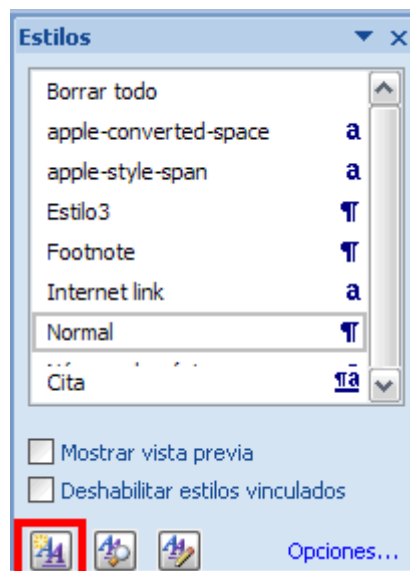 Estilos
Borrar todo
apple-converted-space a
apple-style-span a
Estilo3 ¶
Footnote ¶
Internet link a
Normal ¶
Cita ¶a
Mostrar vista previa
Deshabilitar estilos vinculados
Opciones...